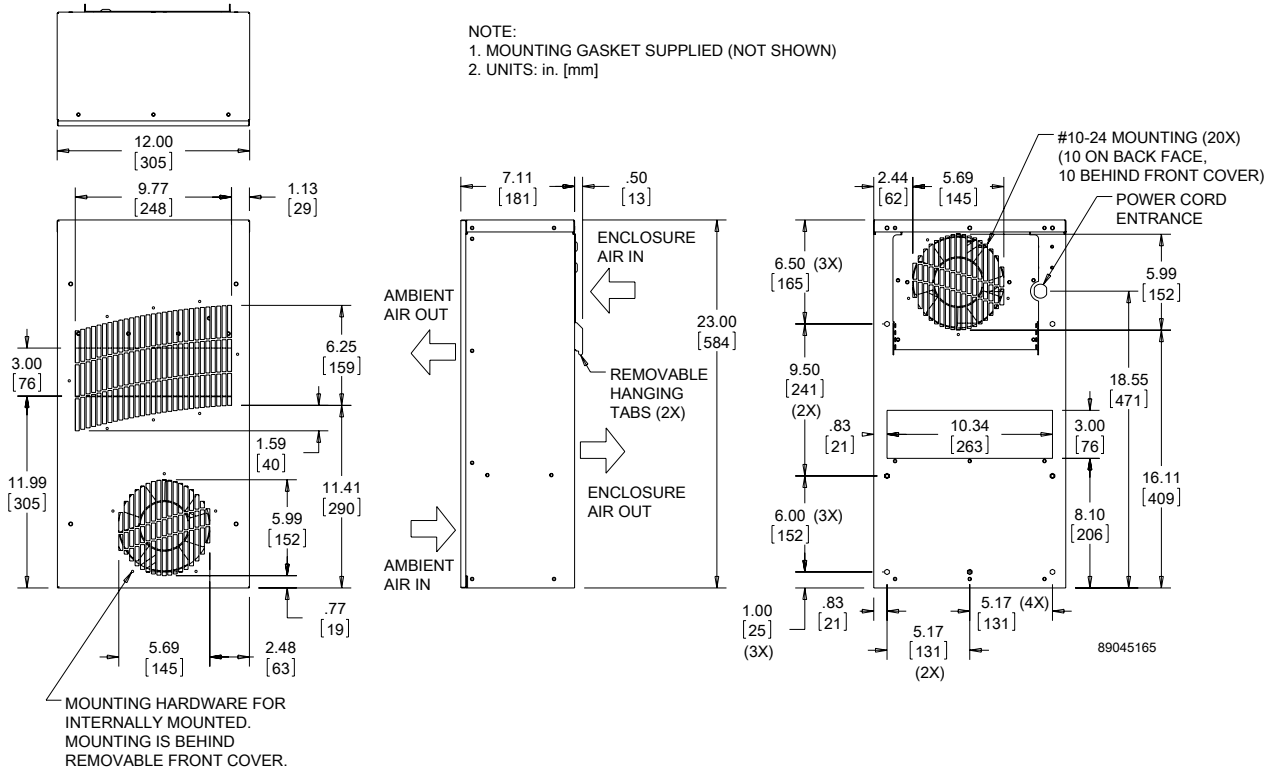 NOTE:
1. MOUNTING GASKET SUPPLIED (NOT SHOWN)
2. UNITS: in. [mm]
12.00
[305]
9.77
[248]
1.13
[29]
3.00
[76]
6.25
[159]
1.59
[40]
11.99
[305]
5.99
[152]
11.41
[290]
.77
[19]
5.69
[145]
2.48
[63]
MOUNTING HARDWARE FOR
INTERNALLY MOUNTED.
MOUNTING IS BEHIND
REMOVABLE FRONT COVER.
7.11
[181]
.50
[13]
ENCLOSURE
AIR IN
AMBIENT
AIR OUT
23.00
[584]
REMOVABLE
HANGING
TABS (2X)
ENCLOSURE
AIR OUT
AMBIENT
AIR IN
#10-24 MOUNTING (20X)
(10 ON BACK FACE,
10 BEHIND FRONT COVER)
POWER CORD
ENTRANCE
2.44
[62]
5.69
[145]
6.50 (3X)
[165]
5.99
[152]
9.50
[241]
(2X)
18.55
[471]
.83
[21]
10.34
[263]
3.00
[76]
16.11
[409]
8.10
[206]
6.00 (3X)
[152]
1.00
[25]
(3X)
.83
[21]
5.17
[131]
(2X)
5.17 (4X)
[131]
89045165